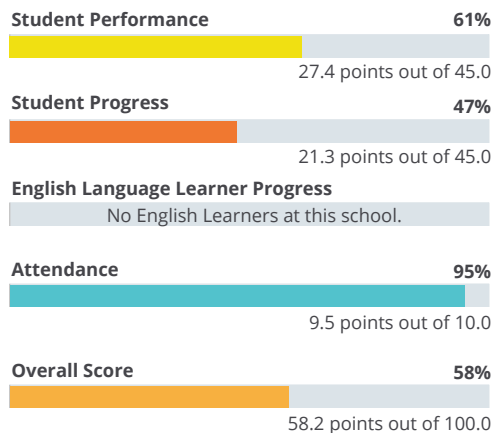 Student Performance 61%
27.4 points out of 45.0
Student Progress 47%
21.3 points out of 45.0
English Language Learner Progress
No English Learners at this school.
Attendance 95%
9.5 points out of 10.0
Overall Score 58%
58.2 points out of 100.0